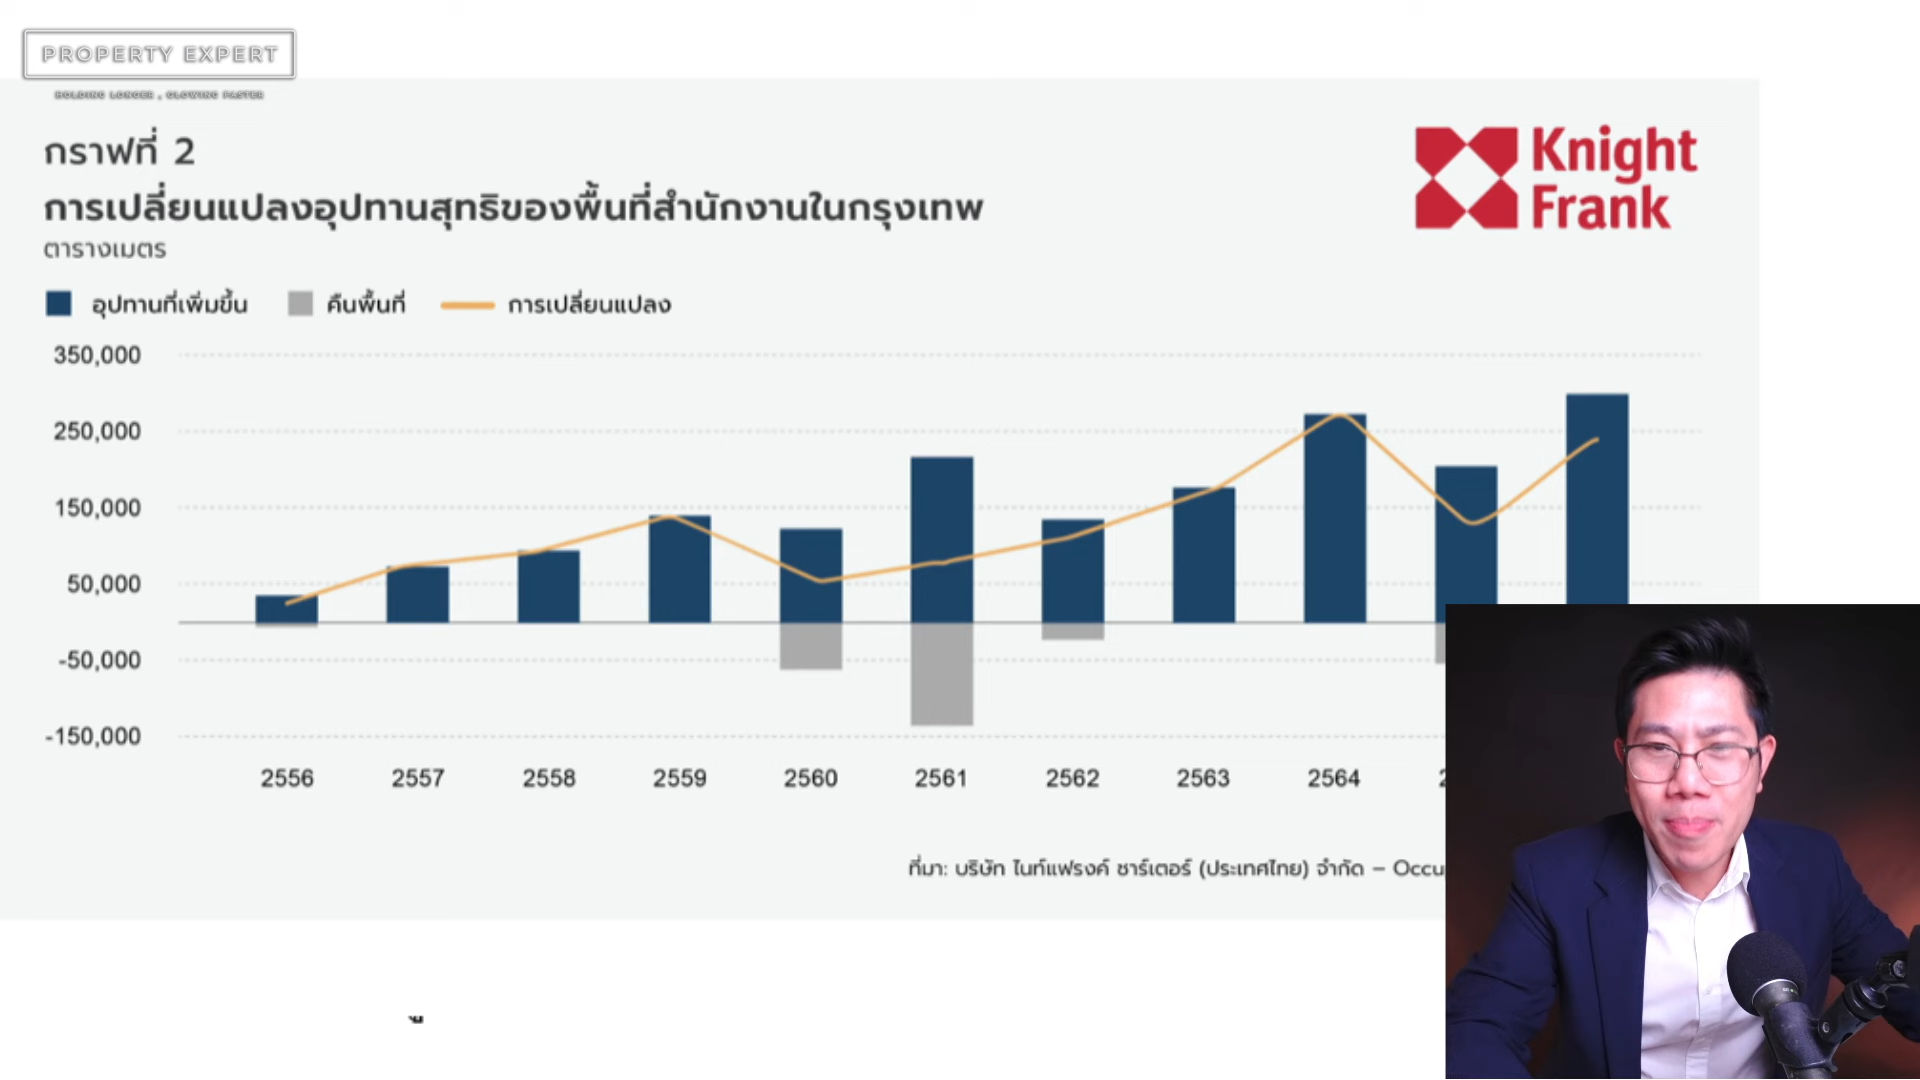 PROPERTY EXPERT
HOLDING LONGER , GLOWING FASTER
กราฟที่ 2
การเปลี่ยนแปลงอุปทานสุทธิของพื้นที่สำนักงานในกรุงเทพ
ตารางเมตร
อุปทานที่เพิ่มขึ้น คืนพื้นที่ การเปลี่ยนแปลง
Knight
Frank
350,000
250,000
150,000
50,000
-50,000
-150,000
2556 2557 2558 2559 2560 2561 2562 2563 2564
ที่มา: บริษัท ไนท์แฟรงค์ ชาร์เตอร์ (ประเทศไทย) จำกัด – Occu